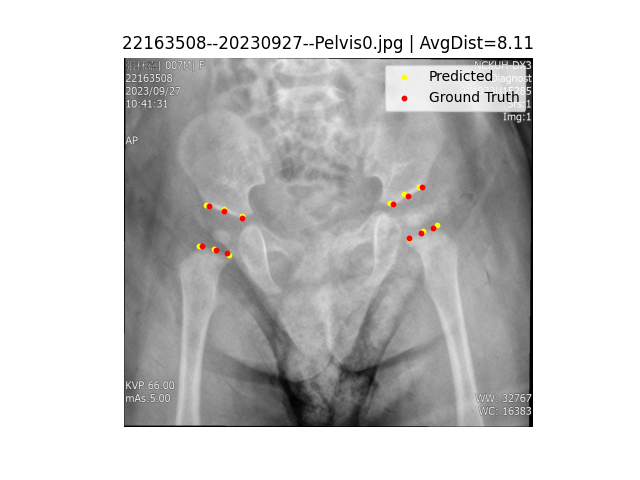 22163508--20230927--Pelvis0.jpg | AvgDist=8.11
007M| F
22163508
2023/09/27
10:41:31
AP
Predicted
Ground Truth
Img:1
KVP:66.00
mAs:5.00
WW: 32767
WC: 16383